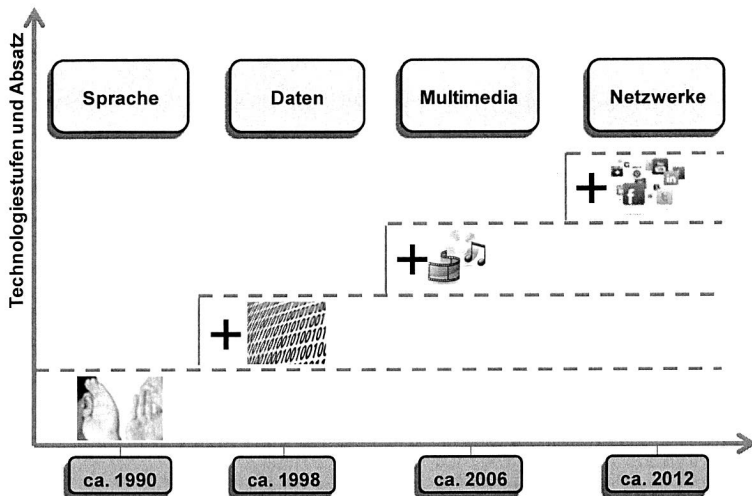 Technologiestufen und Absatz
Sprache
Daten
Multimedia
Netzwerke
ca. 1990
ca. 1998
ca. 2006
ca. 2012